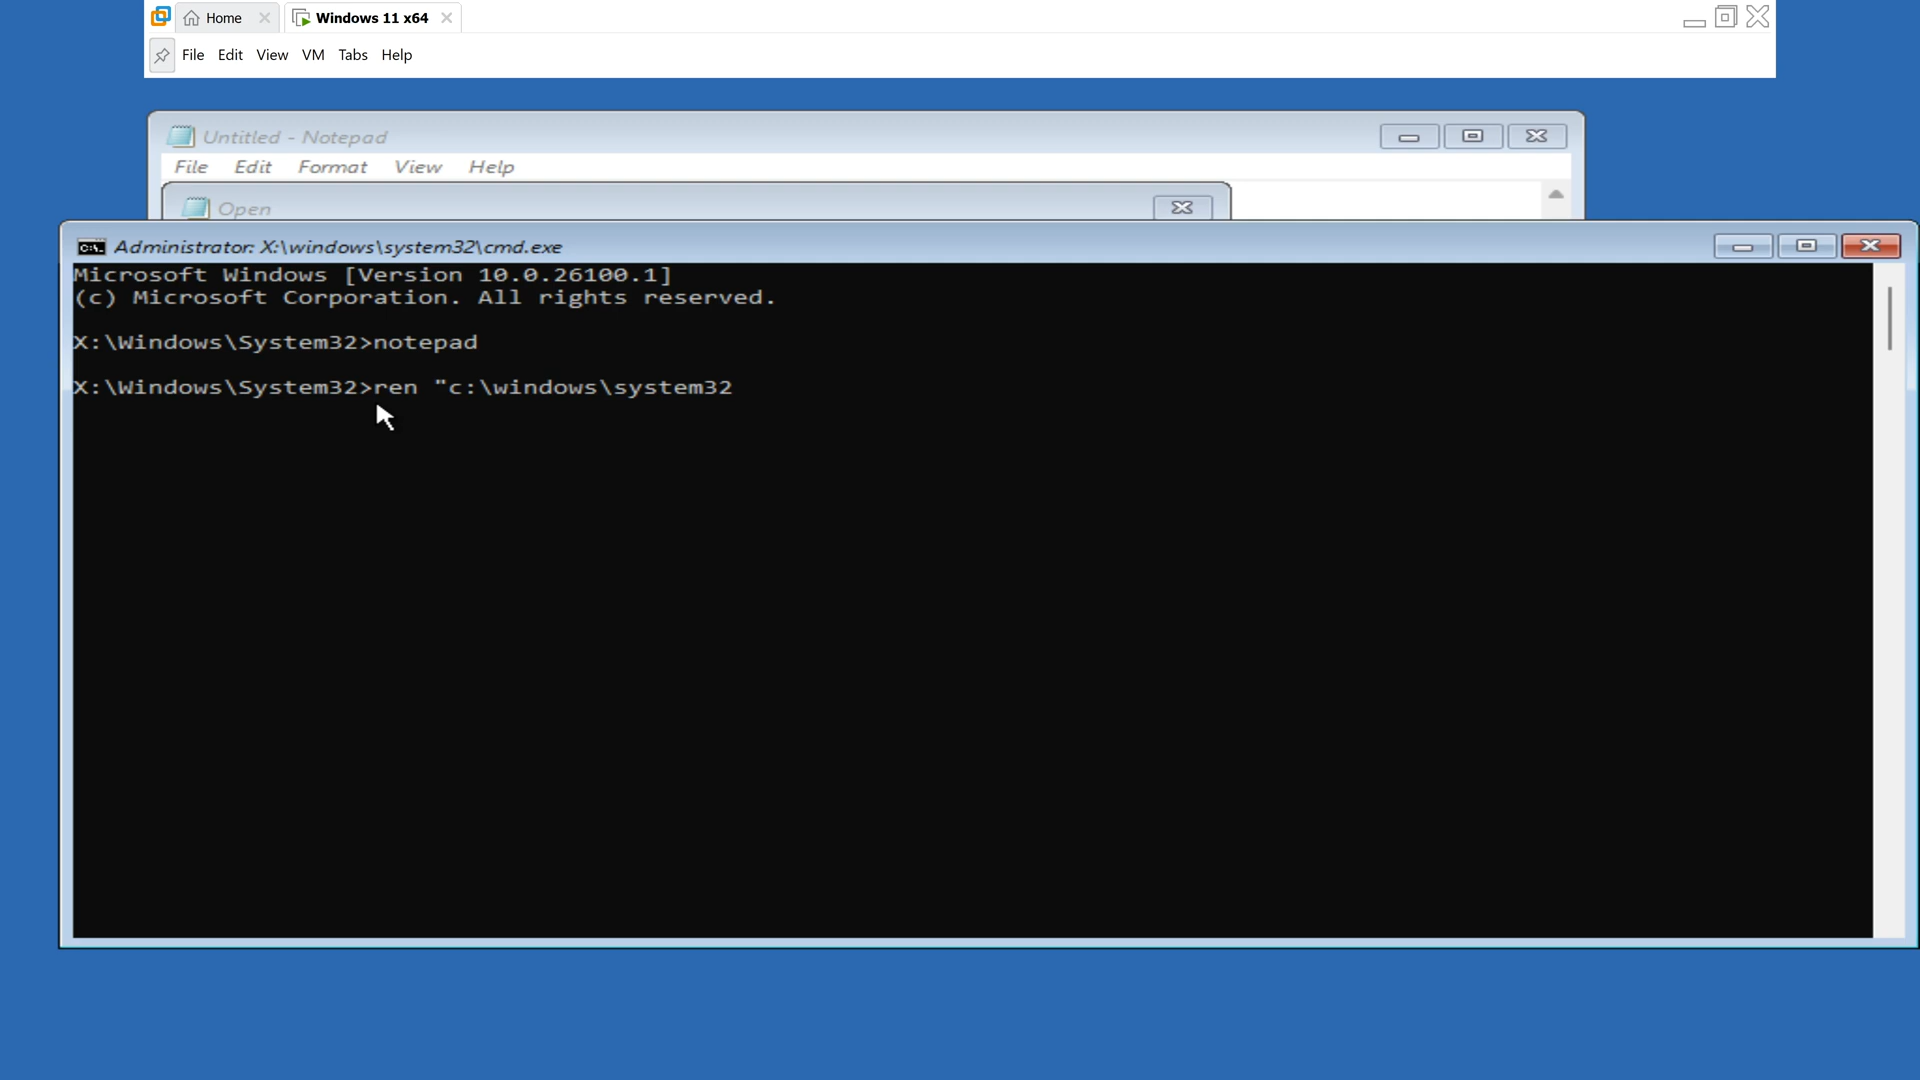 Home
Windows 11 x64
File Edit View VM Tabs Help
Untitled - Notepad
File Edit Format View Help
Open
Administrator: X:\windows\system32\cmd.exe
Microsoft Windows [Version 10.0.26100.1]
(c) Microsoft Corporation. All rights reserved.
X:\Windows\System32>notepad
X:\Windows\System32>ren "c:\windows\system32